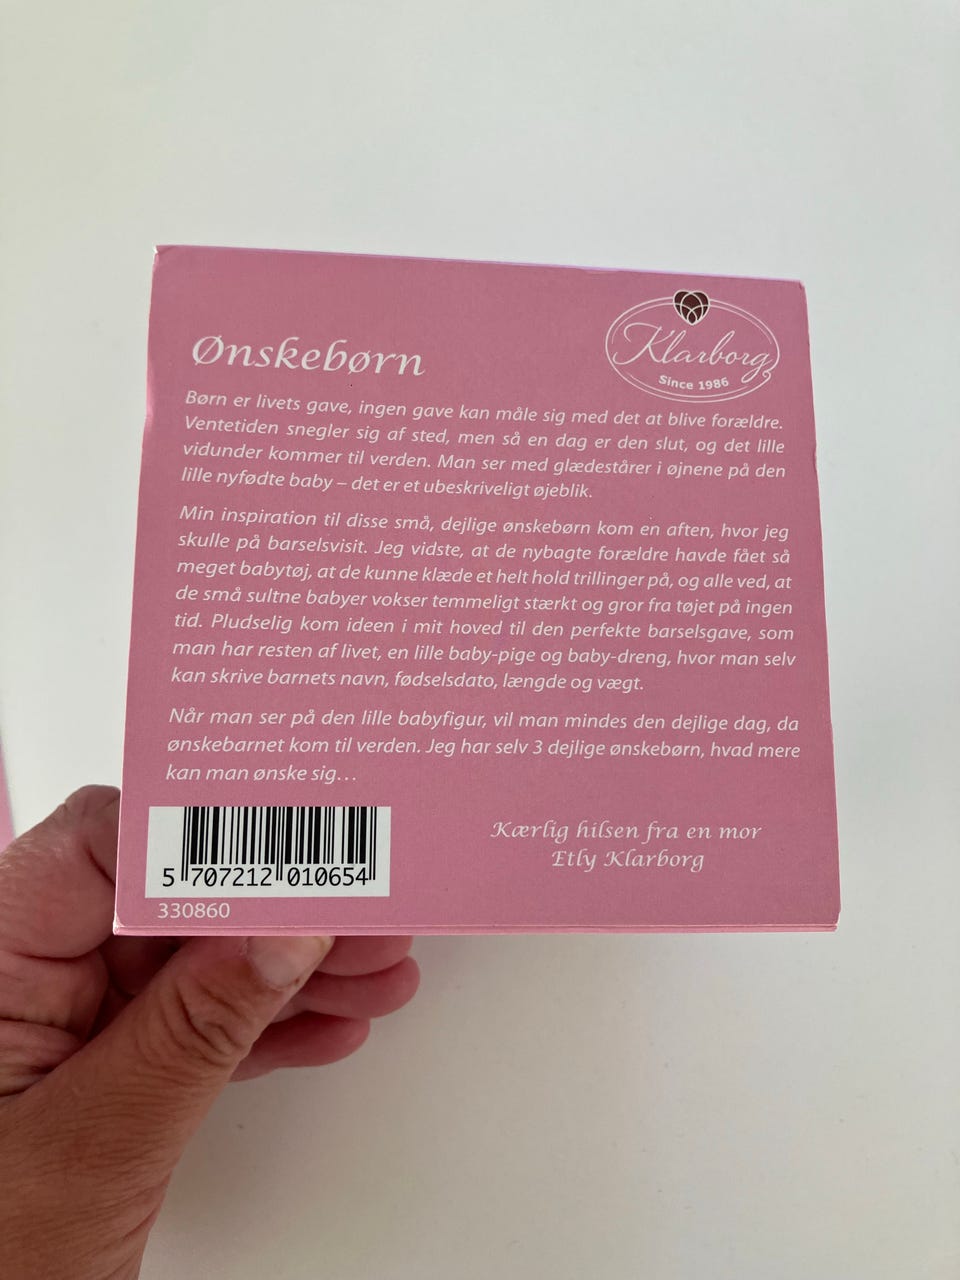 Klarborg
Since 1986
Ønskebørn
Børn er livets gave, ingen gave kan måle sig med det at blive forældre.
Ventetiden snegler sig af sted, men så en dag er den slut, og det lille
vidunder kommer til verden. Man ser med glædestårer i øjnene på den
lille nyfødte baby – det er et ubeskriveligt øjeblik.
Min inspiration til disse små, dejlige ønskebørn kom en aften, hvor jeg
skulle på barselsvisit. Jeg vidste, at de nybagte forældre havde fået så
meget babytøj, at de kunne klæde et helt hold trillinger på, og alle ved, at
de små sultne babyer vokser temmeligt stærkt og gror fra tøjet på ingen
tid. Pludselig kom ideen i mit hoved til den perfekte barselsgave, som
man har resten af livet, en lille baby-pige og baby-dreng, hvor man selv
kan skrive barnets navn, fødselsdato, længde og vægt.
Når man ser på den lille babyfigur, vil man mindes den dejlige dag, da
ønskebarnet kom til verden. Jeg har selv 3 dejlige ønskebørn, hvad mere
kan man ønske sig...
Kærlig hilsen fra en mor
Etly Klarborg
5 707212 010654
330860